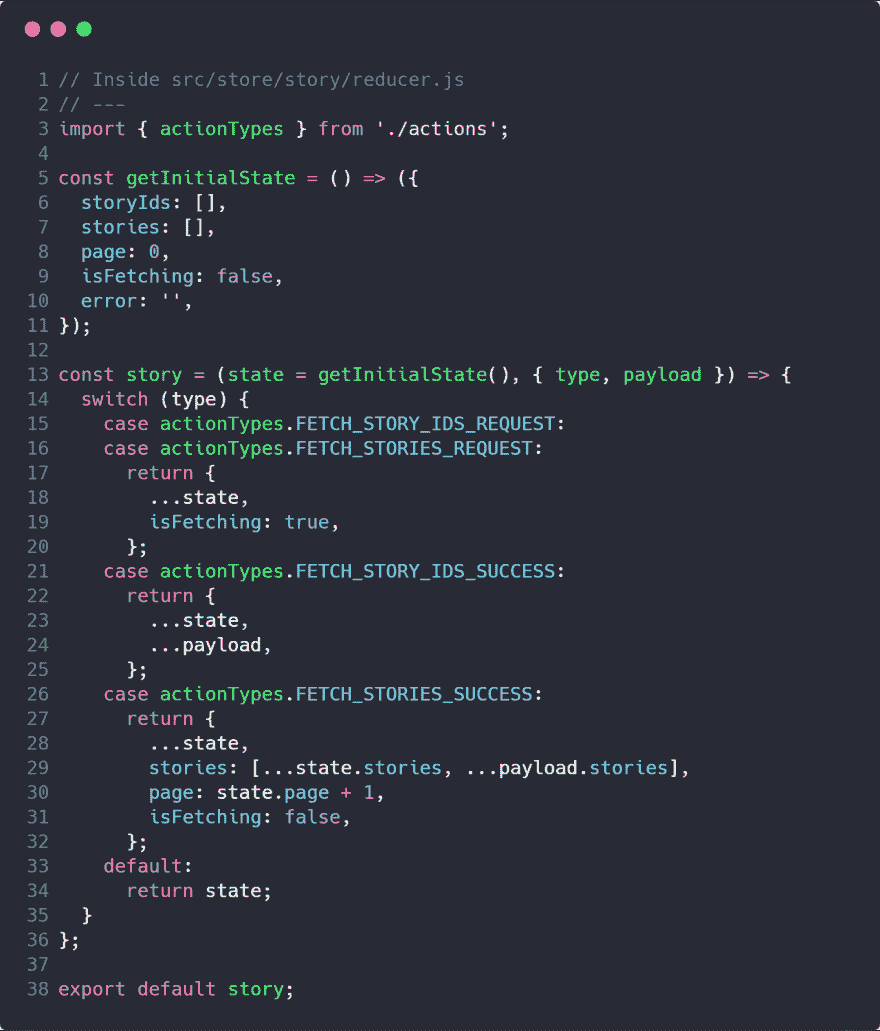 1 // Inside src/store/story/reducer.js
2 // ---
3 import { actionTypes } from './actions';
4
5 const getInitialState = () => ({
6   storyIds: [],
7   stories: [],
8   page: 0,
9   isFetching: false,
10   error: '',
11 });
12
13 const story = (state = getInitialState(), { type, payload }) => {
14   switch (type) {
15     case actionTypes.FETCH_STORY_IDS_REQUEST:
16     case actionTypes.FETCH_STORIES_REQUEST:
17       return {
18         ...state,
19         isFetching: true,
20       };
21     case actionTypes.FETCH_STORY_IDS_SUCCESS:
22       return {
23         ...state,
24         ...payload,
25       };
26     case actionTypes.FETCH_STORIES_SUCCESS:
27       return {
28         ...state,
29         stories: [...state.stories, ...payload.stories],
30         page: state.page + 1,
31         isFetching: false,
32       };
33     default:
34       return state;
35   }
36 };
37
38 export default story;